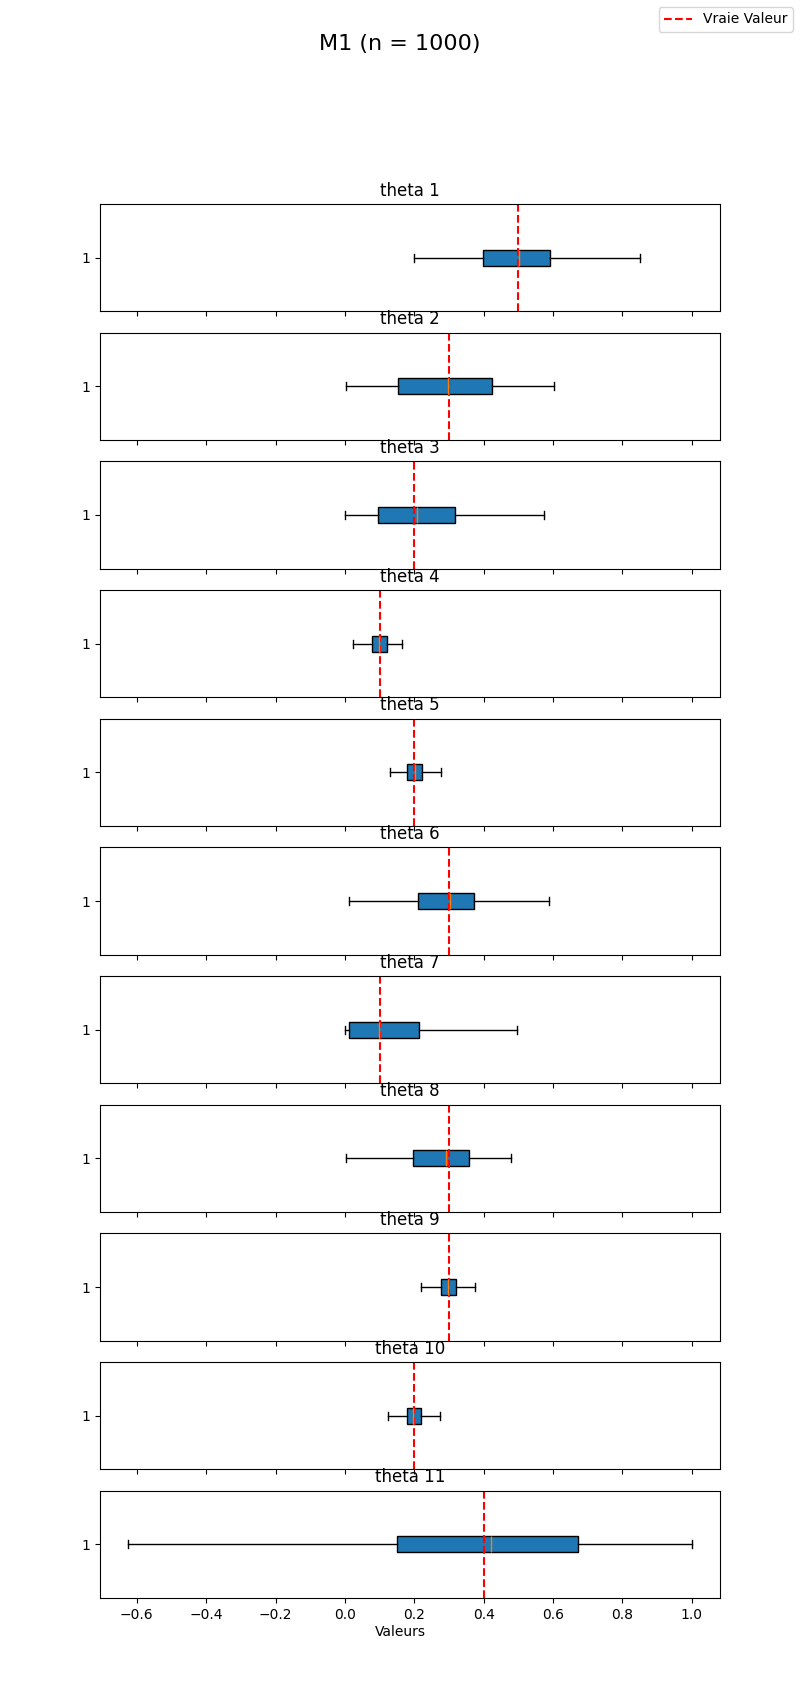 Vraie Valeur
M1 (n = 1000)
theta 1
1
theta 2
1
theta 3
1
theta 4
1
theta 5
1
theta 6
1
theta 7
1
theta 8
1
theta 9
1
theta 10
1
theta 11
1
−0.6 −0.4 −0.2 0.0 0.2 0.4 0.6 0.8 1.0
Valeurs